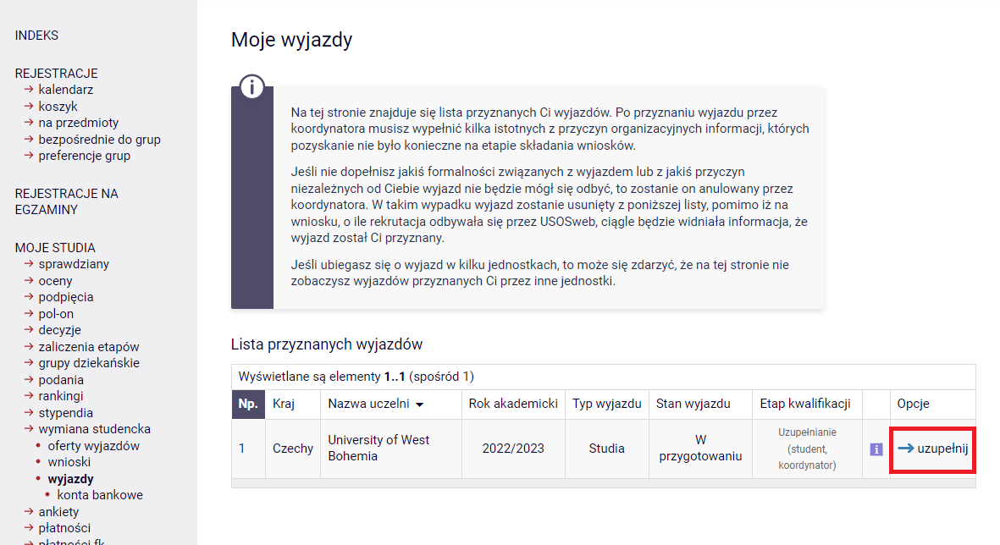 INDEKS
REJESTRACJE
kalendarz
koszyk
na przedmioty
bezpośrednie do grup
preferencje grup
REJESTRACJE NA
EGZAMINY
MOJE STUDIA
sprawdziany
oceny
podpięcia
pol-on
decyzje
zaliczenia etapów
grupy dziekańskie
podania
rankingi
stypendia
wymiana studencka
oferty wyjazdów
wnioski
wyjazdy
konta bankowe
ankiety
płatności
płatności fk
Moje wyjazdy
Na tej stronie znajduje się lista przyznanych Ci wyjazdów. Po przyznaniu wyjazdu przez
koordynatora musisz wypełnić kilka istotnych z przyczyn organizacyjnych informacji, których
pozyskanie nie było konieczne na etapie składania wniosków.
Jeśli nie dopełnisz jakiś formalności związanych z wyjazdem lub z jakiś przyczyn
niezależnych od Ciebie wyjazd nie będzie mógł się odbyć, to zostanie on anulowany przez
koordynatora. W takim wypadku wyjazd zostanie usunięty z poniższej listy, pomimo iż na
wniosku, o ile rekrutacja odbywała się przez USOSweb, ciągle będzie widniała informacja, że
wyjazd został Ci przyznany.
Jeśli ubiegasz się o wyjazd w kilku jednostkach, to może się zdarzyć, że na tej stronie nie
zobaczysz wyjazdów przyznanych Ci przez inne jednostki.
Lista przyznanych wyjazdów
Wyświetlane są elementy 1..1 (spośród 1)
Np. Kraj Nazwa uczelni Rok akademicki Typ wyjazdu Stan wyjazdu Etap kwalifikacji Opcje
1 Czechy University of West Bohemia 2022/2023 Studia W przygotowaniu Uzupełnianie (student, koordynator) i uzupełnij